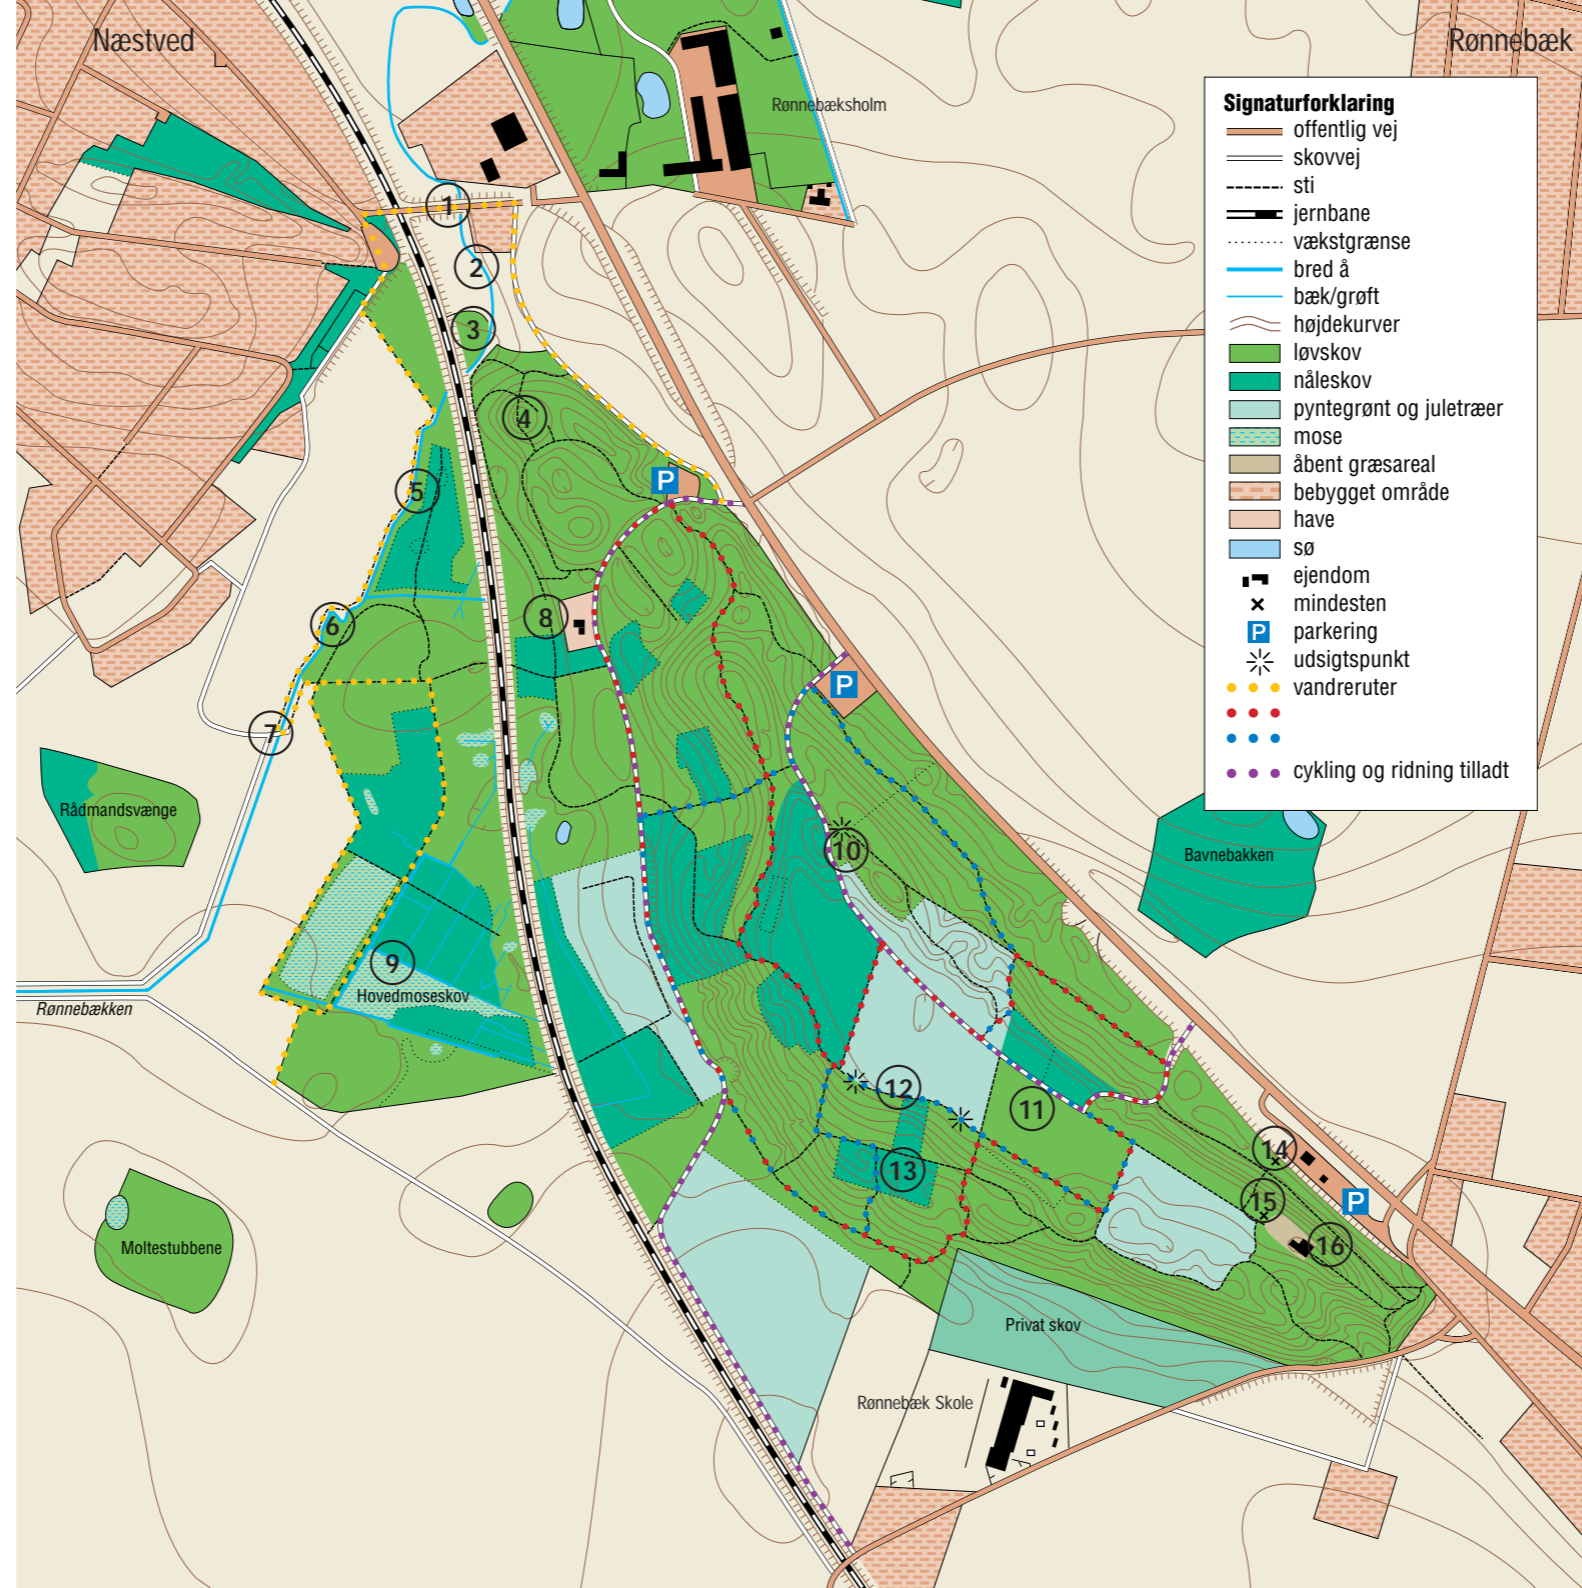 Næstved
Rønnebæk
Rønnebæksholm
Signaturforklaring
offentlig vej
skovvej
sti
jernbane
vækstgrænse
bred å
bæk/grøft
højdekurver
løvskov
nåleskov
pyntegrønt og juletræer
mose
åbent græsareal
bebygget område
have
sø
ejendom
mindesten
P parkering
udsigtspunkt
vandreruter
cykling og ridning tilladt
1
2
3
4
P
5
8
6
P
7
Rådmandsvænge
10
Bavnebakken
9
Hovedmoseskov
Rønnebækken
12
11
14
13
15
P
16
Moltestubbene
Privat skov
Rønnebæk Skole